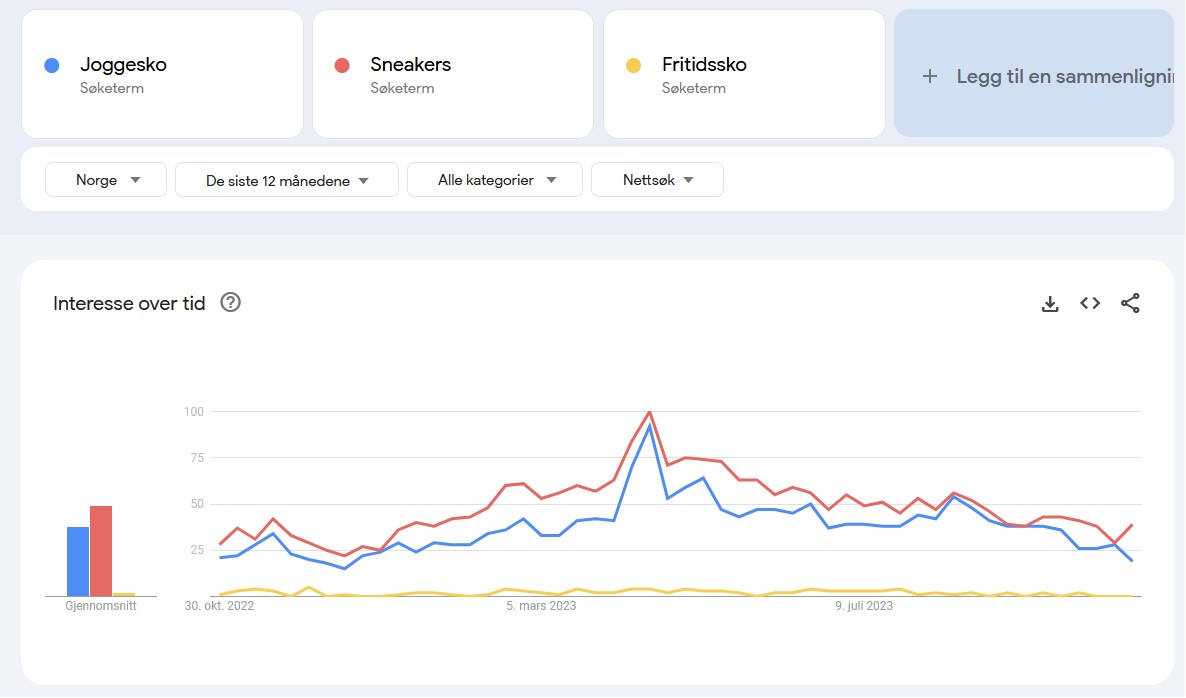 Joggesko
Søketerm
Sneakers
Søketerm
Fritidssko
Søketerm
+ Legg til en sammenligni
Norge
De siste 12 månedene
Alle kategorier
Nettsøk
Interesse over tid
100
75
50
25
Gjennomsnitt
30. okt. 2022
5. mars 2023
9. juli 2023